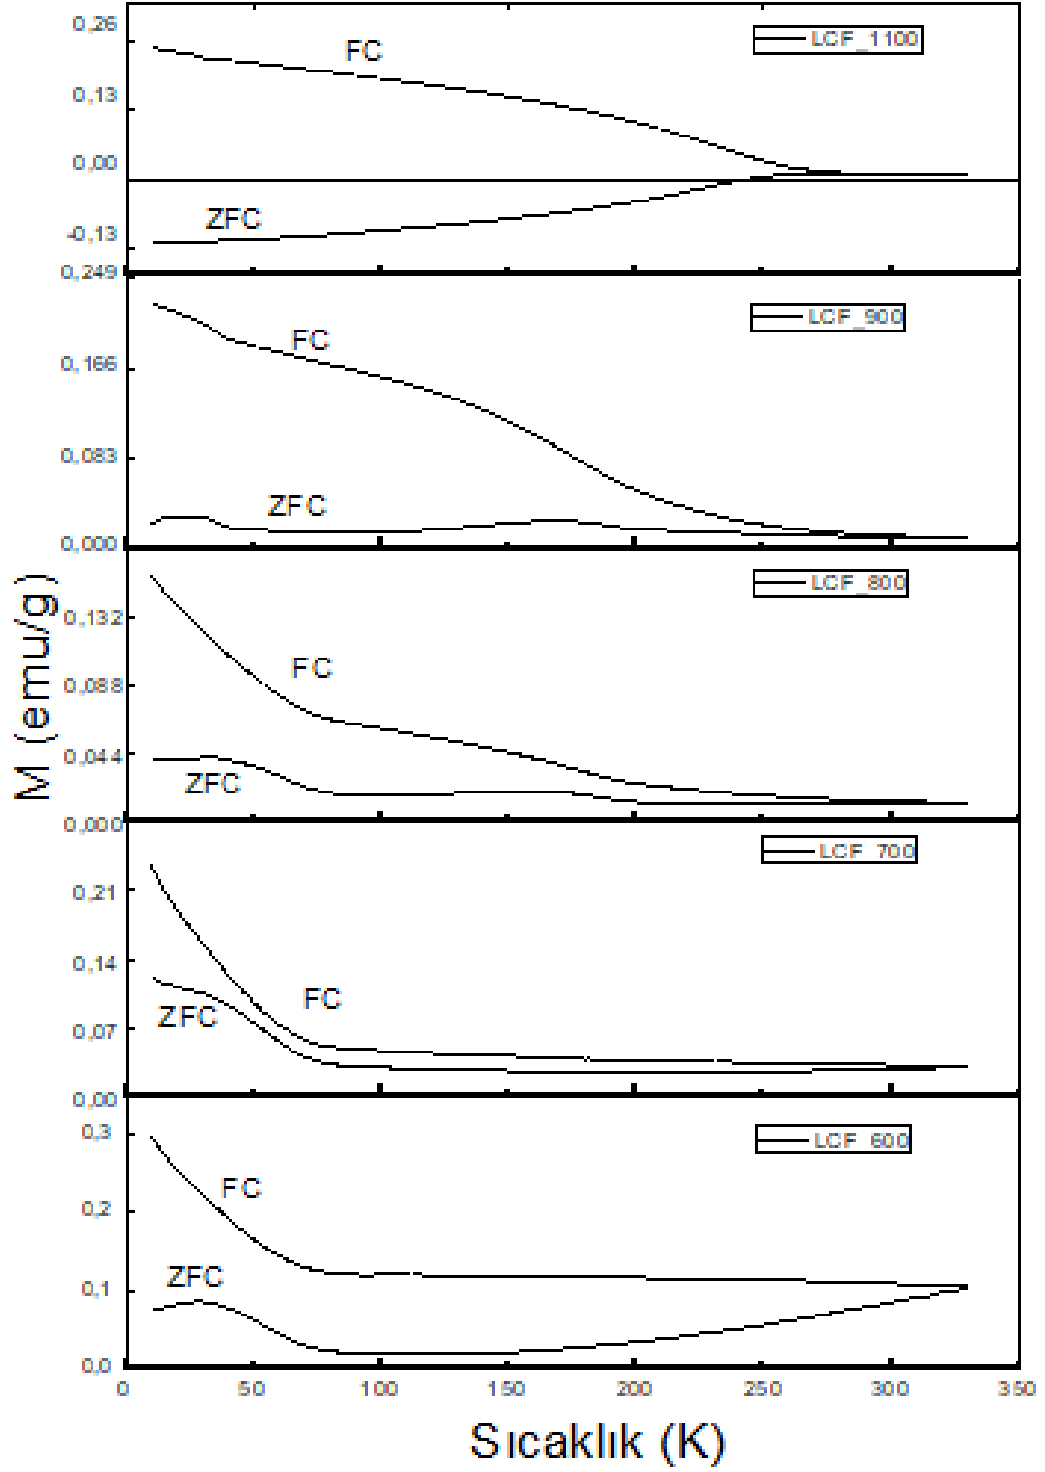 0,26
LCF_1100
FC
0,13
0,00
ZFC
-0,13
0,249
LCF_900
FC
0,166
0,083
ZFC
0,000
LCF_800
0,132
FC
0,088
0,044
ZFC
0,000
LCF_700
0,21
0,14
FC
ZFC
0,07
0,00
0,3
LCF_600
FC
0,2
ZFC
0,1
0,0
0 50 100 150 200 250 300 350
M (emu/g)
Sıcaklık (K)